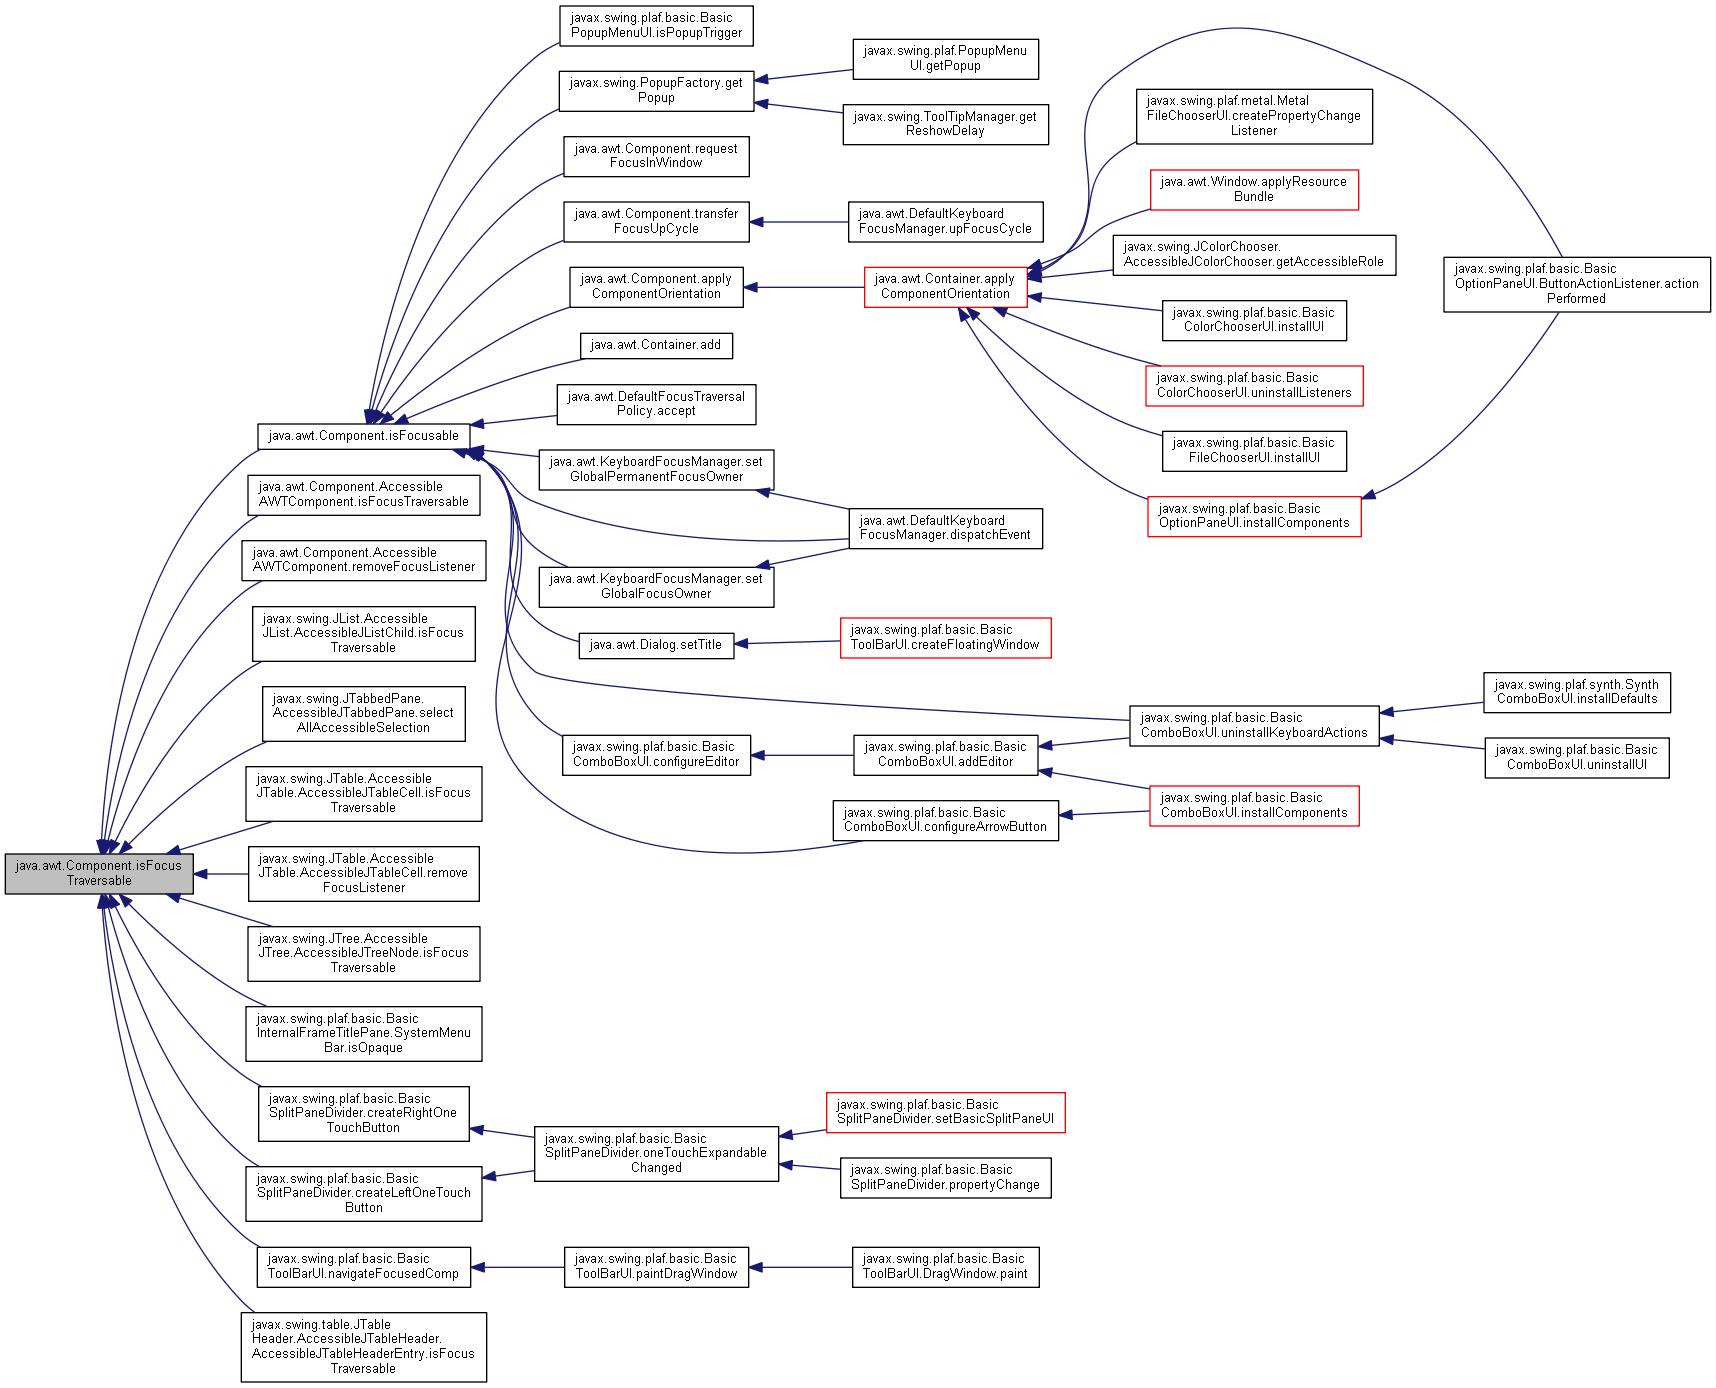 javax.swing.plaf.basic.Basic
PopupMenuUI.isPopupTrigger
javax.swing.PopupFactory.get
Popup
javax.swing.plaf.PopupMenu
UI.getPopup
javax.swing.ToolTipManager.get
ReshowDelay
java.awt.Component.request
FocusInWindow
java.awt.Component.transfer
FocusUpCycle
java.awt.DefaultKeyboard
FocusManager.upFocusCycle
java.awt.Component.apply
ComponentOrientation
java.awt.Container.apply
ComponentOrientation
javax.swing.plaf.metal.Metal
FileChooserUI.createPropertyChange
Listener
java.awt.Window.applyResource
Bundle
javax.swing.JColorChooser.
AccessibleJColorChooser.getAccessibleRole
javax.swing.plaf.basic.Basic
ColorChooserUI.installUI
javax.swing.plaf.basic.Basic
ColorChooserUI.uninstallListeners
javax.swing.plaf.basic.Basic
FileChooserUI.installUI
javax.swing.plaf.basic.Basic
OptionPaneUI.installComponents
javax.swing.plaf.basic.Basic
OptionPaneUI.ButtonActionListener.action
Performed
java.awt.Container.add
java.awt.DefaultFocusTraversal
Policy.accept
java.awt.Component.isFocusable
java.awt.KeyboardFocusManager.set
GlobalPermanentFocusOwner
java.awt.DefaultKeyboard
FocusManager.dispatchEvent
java.awt.KeyboardFocusManager.set
GlobalFocusOwner
java.awt.Dialog.setTitle
javax.swing.plaf.basic.Basic
ToolBarUI.createFloatingWindow
javax.swing.plaf.basic.Basic
ComboBoxUI.configureEditor
javax.swing.plaf.basic.Basic
ComboBoxUI.addEditor
javax.swing.plaf.basic.Basic
ComboBoxUI.configureArrowButton
javax.swing.plaf.basic.Basic
ComboBoxUI.uninstallKeyboardActions
javax.swing.plaf.basic.Basic
ComboBoxUI.installComponents
javax.swing.plaf.synth.Synth
ComboBoxUI.installDefaults
javax.swing.plaf.basic.Basic
ComboBoxUI.uninstallUI
java.awt.Component.Accessible
AWTComponent.isFocusTraversable
java.awt.Component.Accessible
AWTComponent.removeFocusListener
javax.swing.JList.Accessible
JList.AccessibleJListChild.isFocus
Traversable
javax.swing.JTabbedPane.
AccessibleJTabbedPane.select
AllAccessibleSelection
javax.swing.JTable.Accessible
JTable.AccessibleJTableCell.isFocus
Traversable
java.awt.Component.isFocus
Traversable
javax.swing.JTable.Accessible
JTable.AccessibleJTableCell.remove
FocusListener
javax.swing.JTree.Accessible
JTree.AccessibleJTreeNode.isFocus
Traversable
javax.swing.plaf.basic.Basic
InternalFrameTitlePane.SystemMenu
Bar.isOpaque
javax.swing.plaf.basic.Basic
SplitPaneDivider.createRightOne
TouchButton
javax.swing.plaf.basic.Basic
SplitPaneDivider.createLeftOneTouch
Button
javax.swing.plaf.basic.Basic
SplitPaneDivider.oneTouchExpandable
Changed
javax.swing.plaf.basic.Basic
SplitPaneDivider.setBasicSplitPaneUI
javax.swing.plaf.basic.Basic
SplitPaneDivider.propertyChange
javax.swing.plaf.basic.Basic
ToolBarUI.navigateFocusedComp
javax.swing.plaf.basic.Basic
ToolBarUI.paintDragWindow
javax.swing.plaf.basic.Basic
ToolBarUI.DragWindow.paint
javax.swing.table.JTable
Header.AccessibleJTableHeader.
AccessibleJTableHeaderEntry.isFocus
Traversable